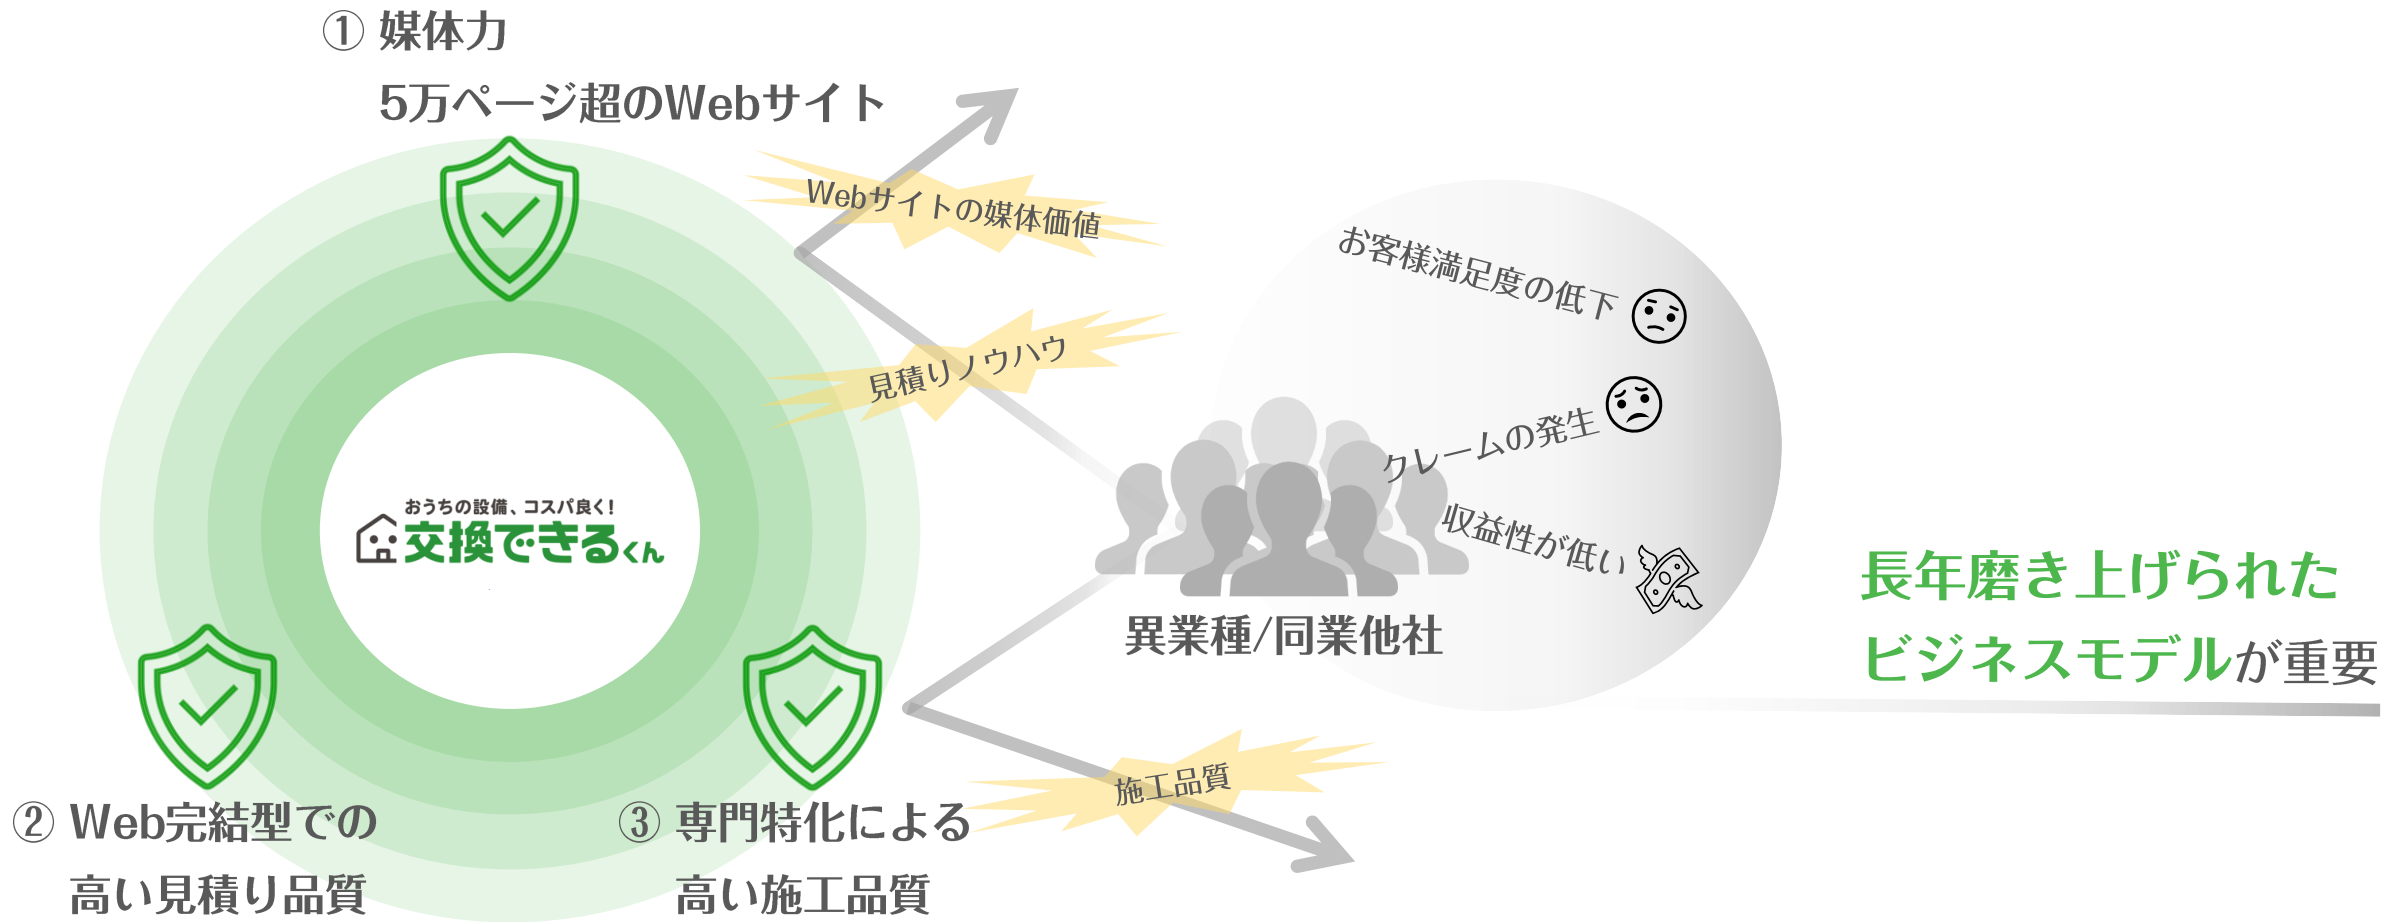 ① 媒体力
5万ページ超のWebサイト
Webサイトの媒体価値
見積りノウハウ
お客様満足度の低下
クレームの発生
収益性が低い
おうちの設備、コスパ良く!
交換できるくん
異業種/同業他社
長年磨き上げられた
ビジネスモデルが重要
施工品質
② Web完結型での
高い見積り品質
③ 専門特化による
高い施工品質